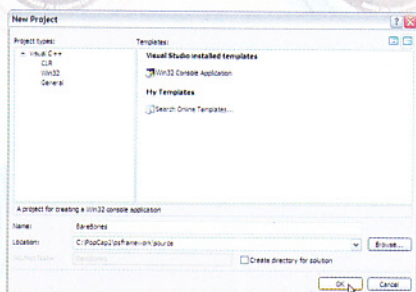 New Project
Project types:
Visual C++
CLR
Win32
General
Templates:
Visual Studio installed templates
Win32 Console Application
My Templates
Search Online Templates...
A project for creating a Win32 console application
Name: BareBones
Location: C:\PopCap2\psframework\source
Browse...
Create directory for solution
OK
Cancel